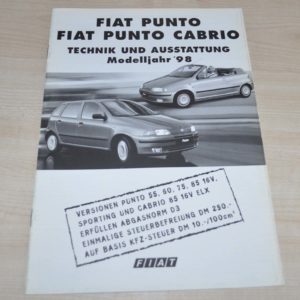 FIAT PUNTO
FIAT PUNTO CABRIO
TECHNIK UND AUSSTATTUNG
Modelljahr '98
VERSIONEN PUNTO 55, 60, 75, 85 16V,
SPORTING UND CABRIO 85 16V ELX
ERFÜLLEN ABGASNORM D3
EINMALIGE STEUERBEFREIUNG DM 250.-
AUF BASIS KFZ-STEUER DM 10.-/100cm³
FIAT